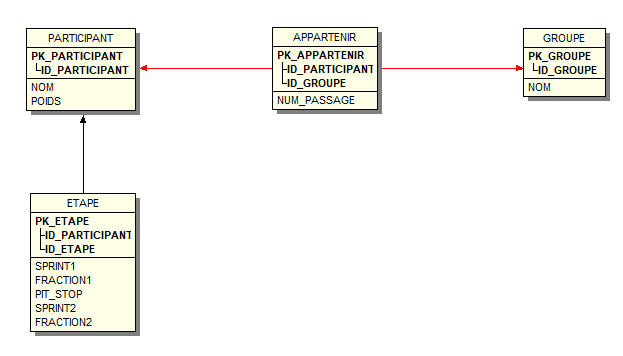 PARTICIPANT
PK_PARTICIPANT
ID_PARTICIPANT
NOM
POIDS
APPARTENIR
PK_APPARTENIR
ID_PARTICIPANT
ID_GROUPE
NUM_PASSAGE
GROUPE
PK_GROUPE
ID_GROUPE
NOM
ETAPE
PK_ETAPE
ID_PARTICIPANT
ID_ETAPE
SPRINT1
FRACTION1
PIT_STOP
SPRINT2
FRACTION2